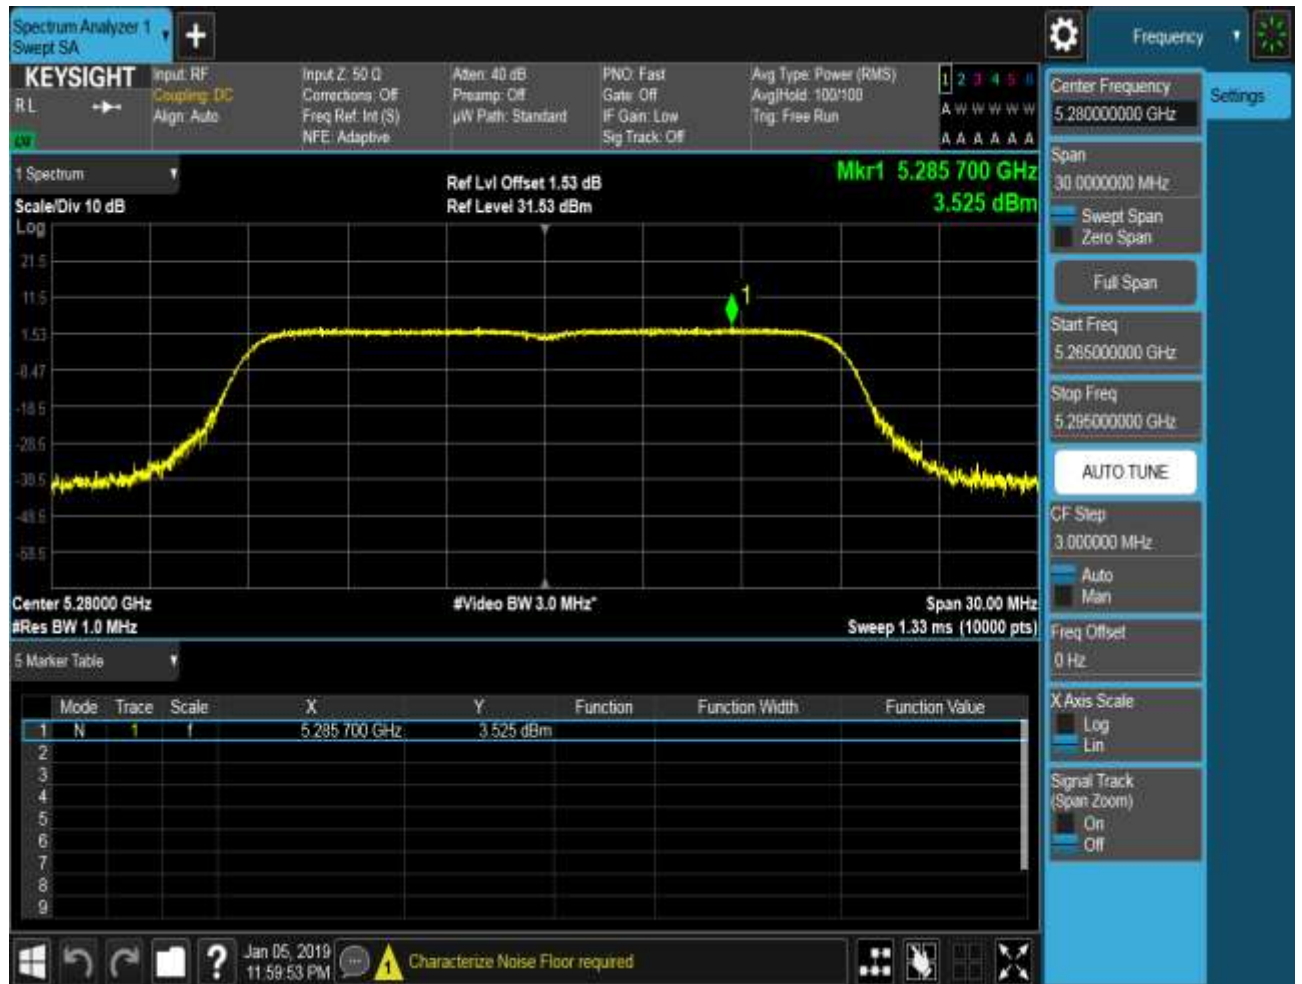 Spectrum Analyzer 1
Swept SA
+
Frequency
KEYSIGHT
RL
Input: RF
Coupling: DC
Align: Auto
Input Z: 50 Ω
Corrections: Off
Freq Ref: Int (S)
NFE: Adaptive
Atten: 40 dB
Preamp: Off
µW Path: Standard
PNO: Fast
Gate: Off
IF Gain: Low
Sig Track: Off
Avg Type: Power (RMS)
Avg|Hold: 100/100
Trig: Free Run
1 2 3 4 5 6
A W W W W W
A A A A A A
1 Spectrum
Scale/Div 10 dB
Ref Lvl Offset 1.53 dB
Ref Level 31.53 dBm
Mkr1 5.285 700 GHz
3.525 dBm
Log
21.5
11.5
1.53
-8.47
-18.5
-28.5
-38.5
-48.5
-58.5
1
Center 5.28000 GHz
#Res BW 1.0 MHz
#Video BW 3.0 MHz*
Span 30.00 MHz
Sweep 1.33 ms (10000 pts)
5 Marker Table
Mode Trace Scale X Y Function Function Width Function Value
1 N 1 f 5.285 700 GHz 3.525 dBm
2
3
4
5
6
7
8
9
Center Frequency
5.280000000 GHz
Settings
Span
30.0000000 MHz
Swept Span
Zero Span
Full Span
Start Freq
5.265000000 GHz
Stop Freq
5.295000000 GHz
AUTO TUNE
CF Step
3.000000 MHz
Auto
Man
Freq Offset
0 Hz
X Axis Scale
Log
Lin
Signal Track
(Span Zoom)
On
Off
?
Jan 05, 2019
11:59:53 PM
Characterize Noise Floor required